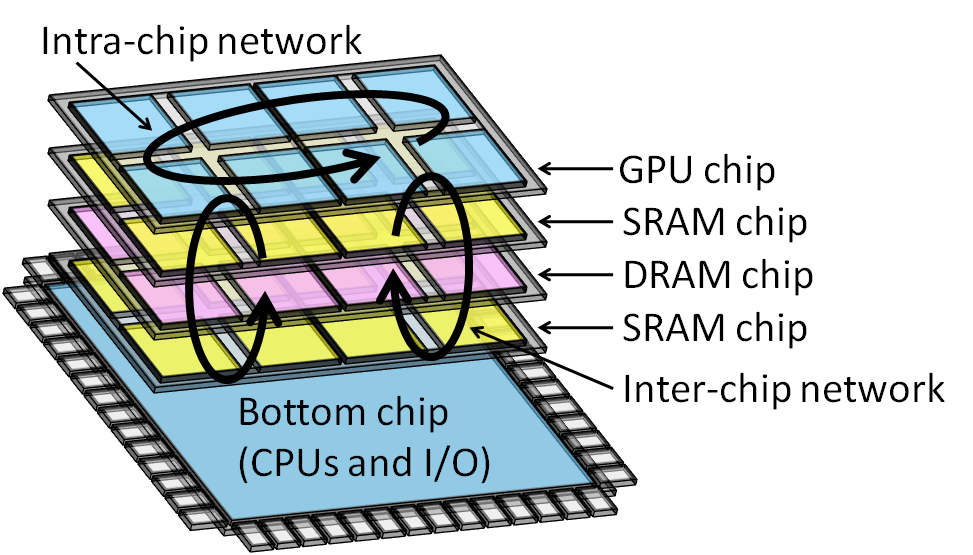 Intra-chip network
GPU chip
SRAM chip
DRAM chip
SRAM chip
Inter-chip network
Bottom chip
(CPUs and I/O)